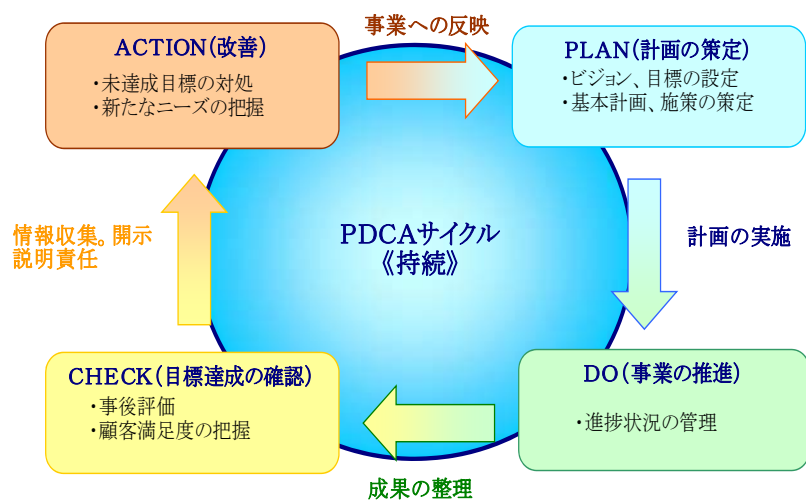 事業への反映
ACTION(改善)
・未達成目標の対処
・新たなニーズの把握
PLAN(計画の策定)
・ビジョン、目標の設定
・基本計画、施策の策定
情報収集。開示
説明責任
PDCAサイクル
《持続》
計画の実施
CHECK(目標達成の確認)
・事後評価
・顧客満足度の把握
DO(事業の推進)
・進捗状況の管理
成果の整理